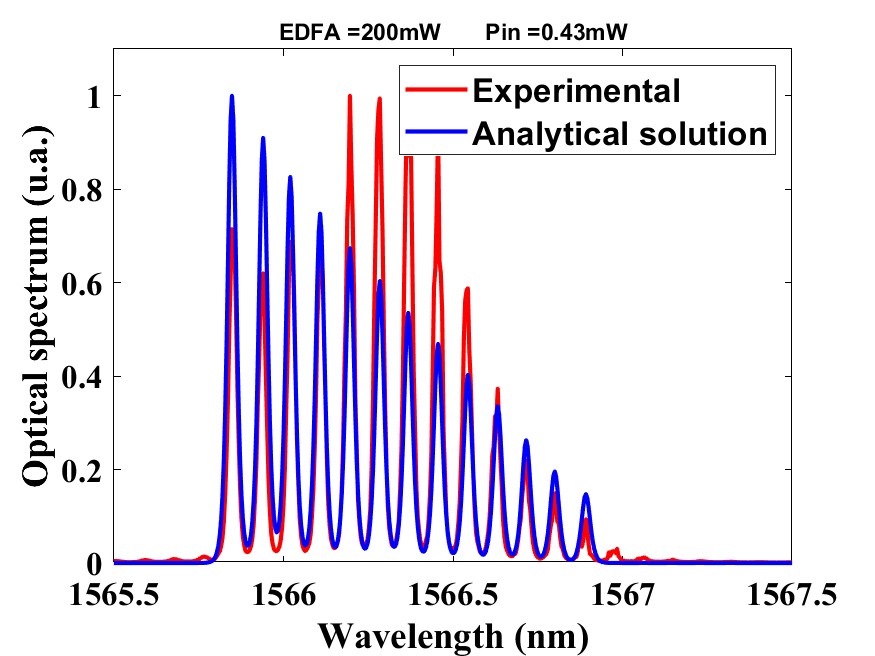 EDFA =200mW Pin =0.43mW
Experimental
Analytical solution
Optical spectrum (u.a.)
1
0.8
0.6
0.4
0.2
0
1565.5 1566 1566.5 1567 1567.5
Wavelength (nm)